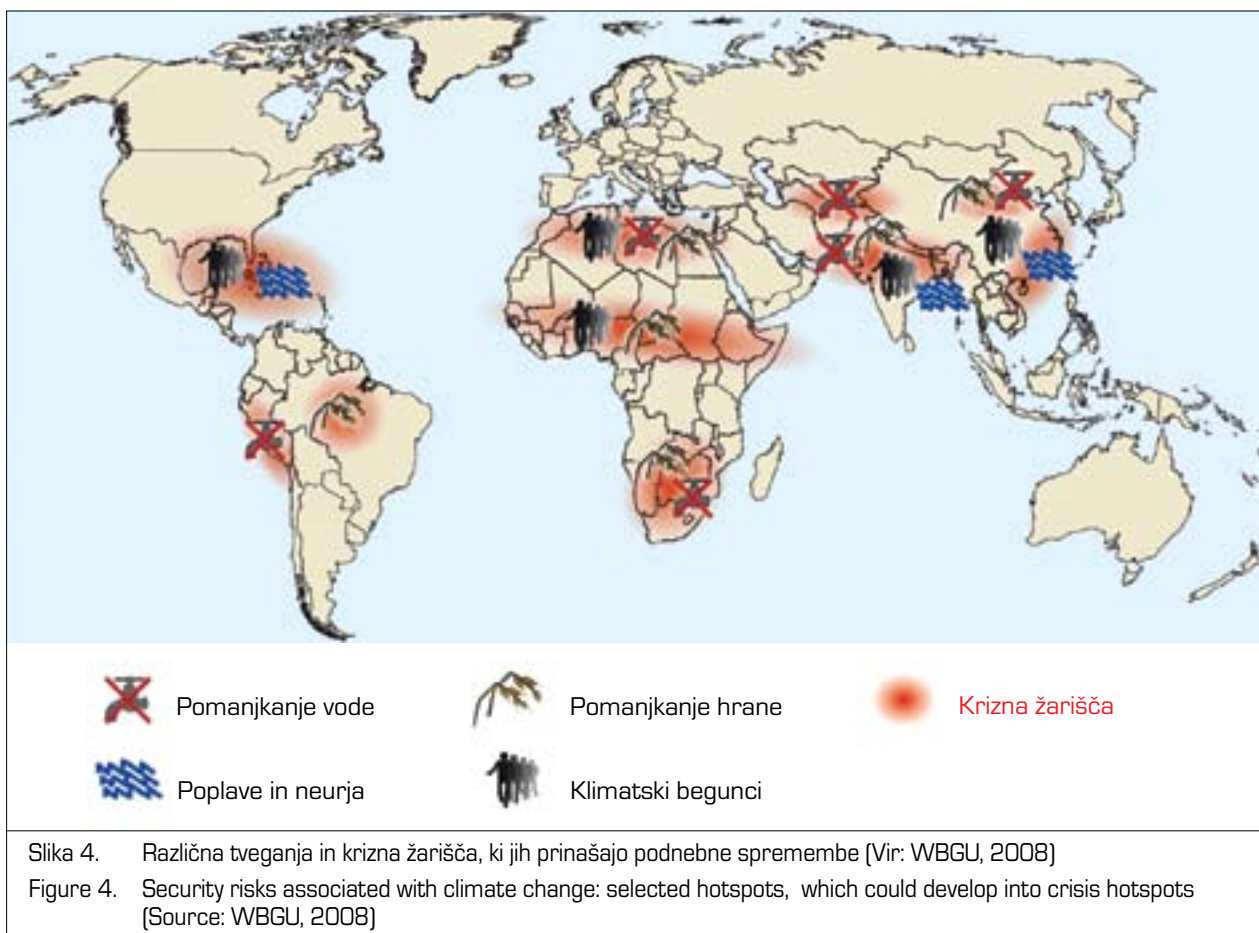 Pomanjkanje vode
Pomanjkanje hrane
Krizna žarišča
Poplave in neurja
Klimatski begunci
Slika 4. Različna tveganja in krizna žarišča, ki jih prinašajo podnebne spremembe (Vir: WBGU, 2008)
Figure 4. Security risks associated with climate change: selected hotspots, which could develop into crisis hotspots
(Source: WBGU, 2008)